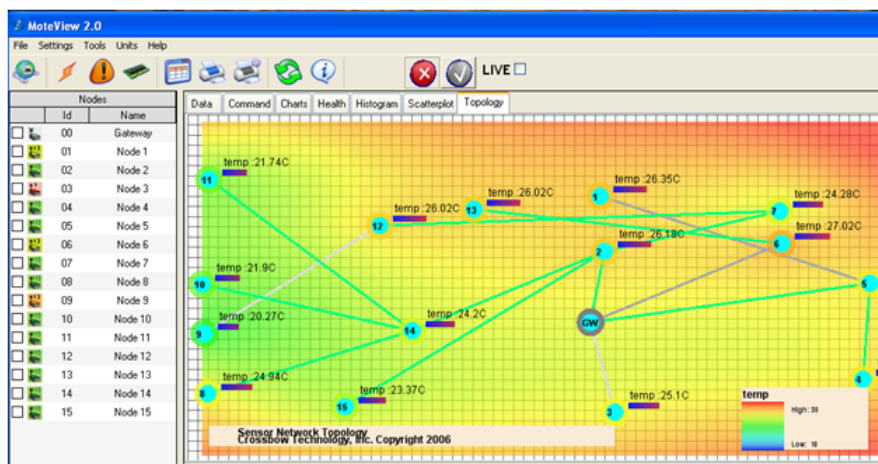 MoteView 2.0
File Settings Tools Units Help
LIVE
Nodes
Id Name
00 Gateway
01 Node 1
02 Node 2
03 Node 3
04 Node 4
05 Node 5
06 Node 6
07 Node 7
08 Node 8
09 Node 9
10 Node 10
11 Node 11
12 Node 12
13 Node 13
14 Node 14
15 Node 15
Data Command Charts Health Histogram Scatterplot Topology
temp :21.74C
11
temp :26.02C
12
temp :26.02C
13
temp :26.35C
1
temp :24.28C
7
temp :27.02C
6
temp :26.18C
2
temp :21.9C
10
temp :20.27C
9
temp :24.2C
14
GW
5
temp :24.94C
8
temp :23.37C
15
temp :25.1C
3
4
temp
High: 30
Low: 10
Sensor Network Topology
Crossbow Technology, Inc. Copyright 2006